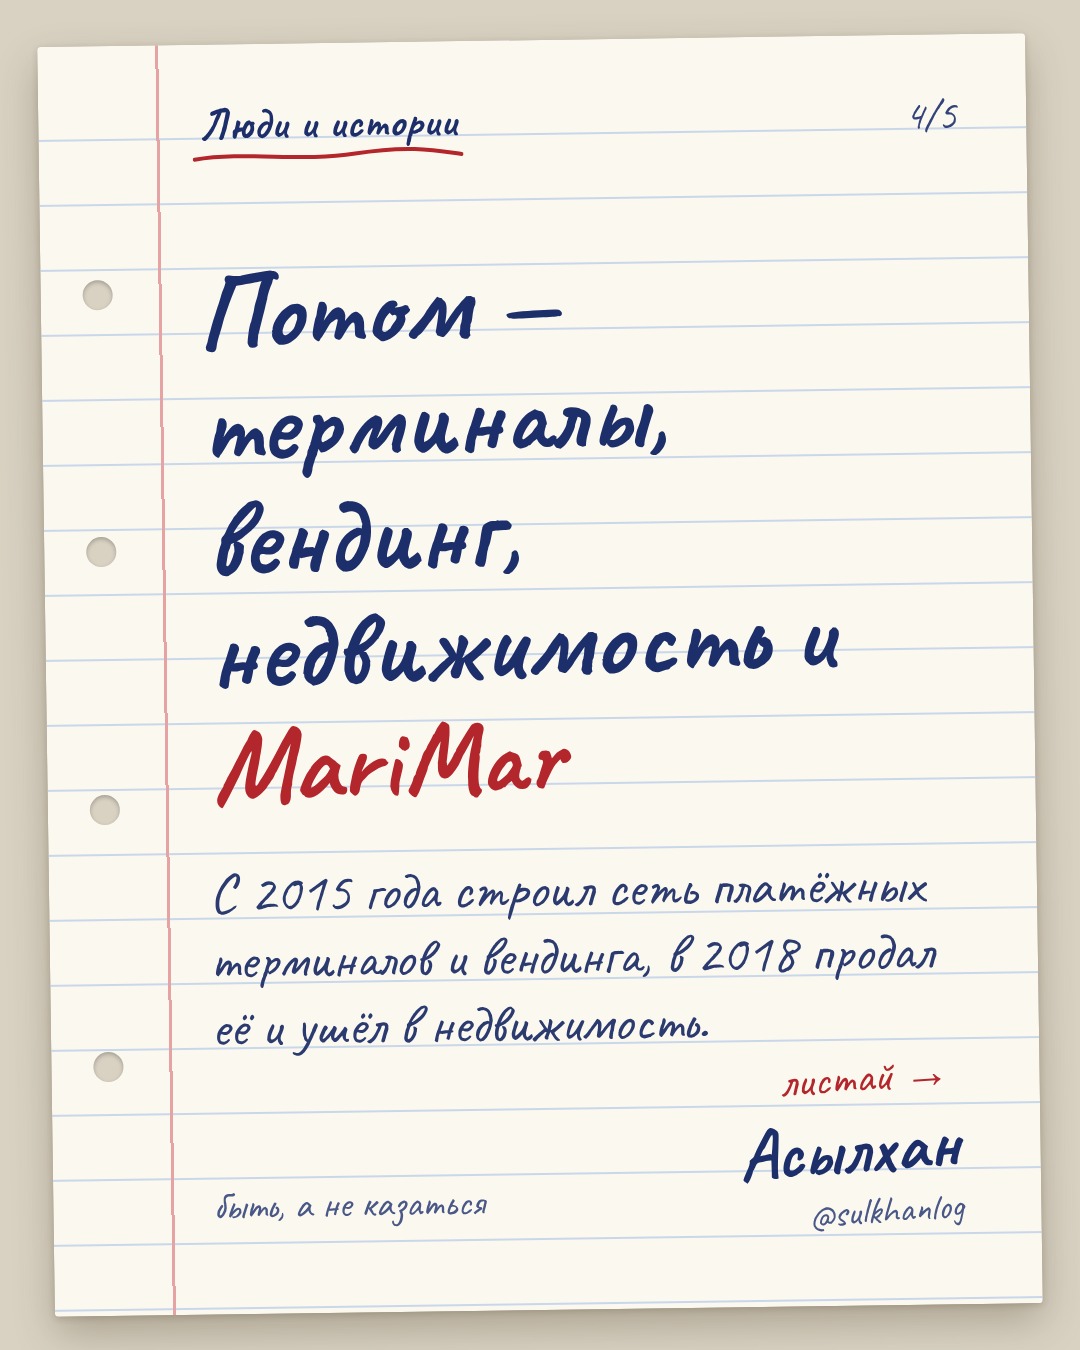 Люди и истории
4/5
Потом —
терминалы,
вендинг,
недвижимость и
MariMar
С 2015 года строил сеть платёжных
терминалов и вендинга, в 2018 продал
её и ушёл в недвижимость.
листай →
Асылхан
быть, а не казаться
@sulkhanlog